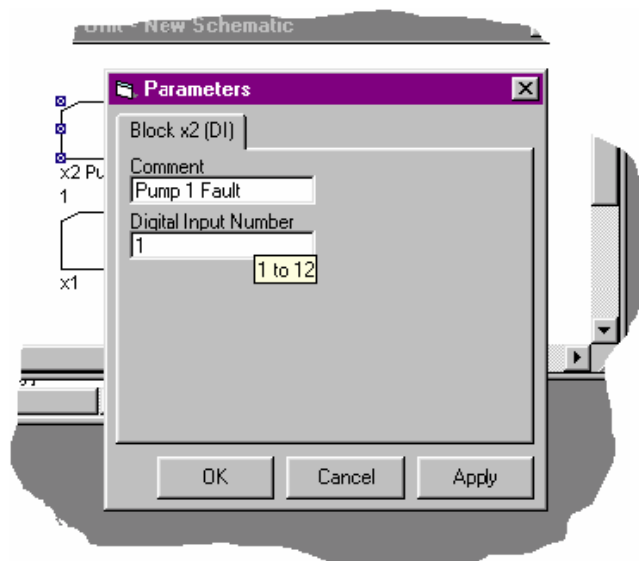 Unit - New Schematic
Parameters
Block x2 (DI)
x2 Pu
1
x1
Comment
Pump 1 Fault
Digital Input Number
1
1 to 12
OK
Cancel
Apply